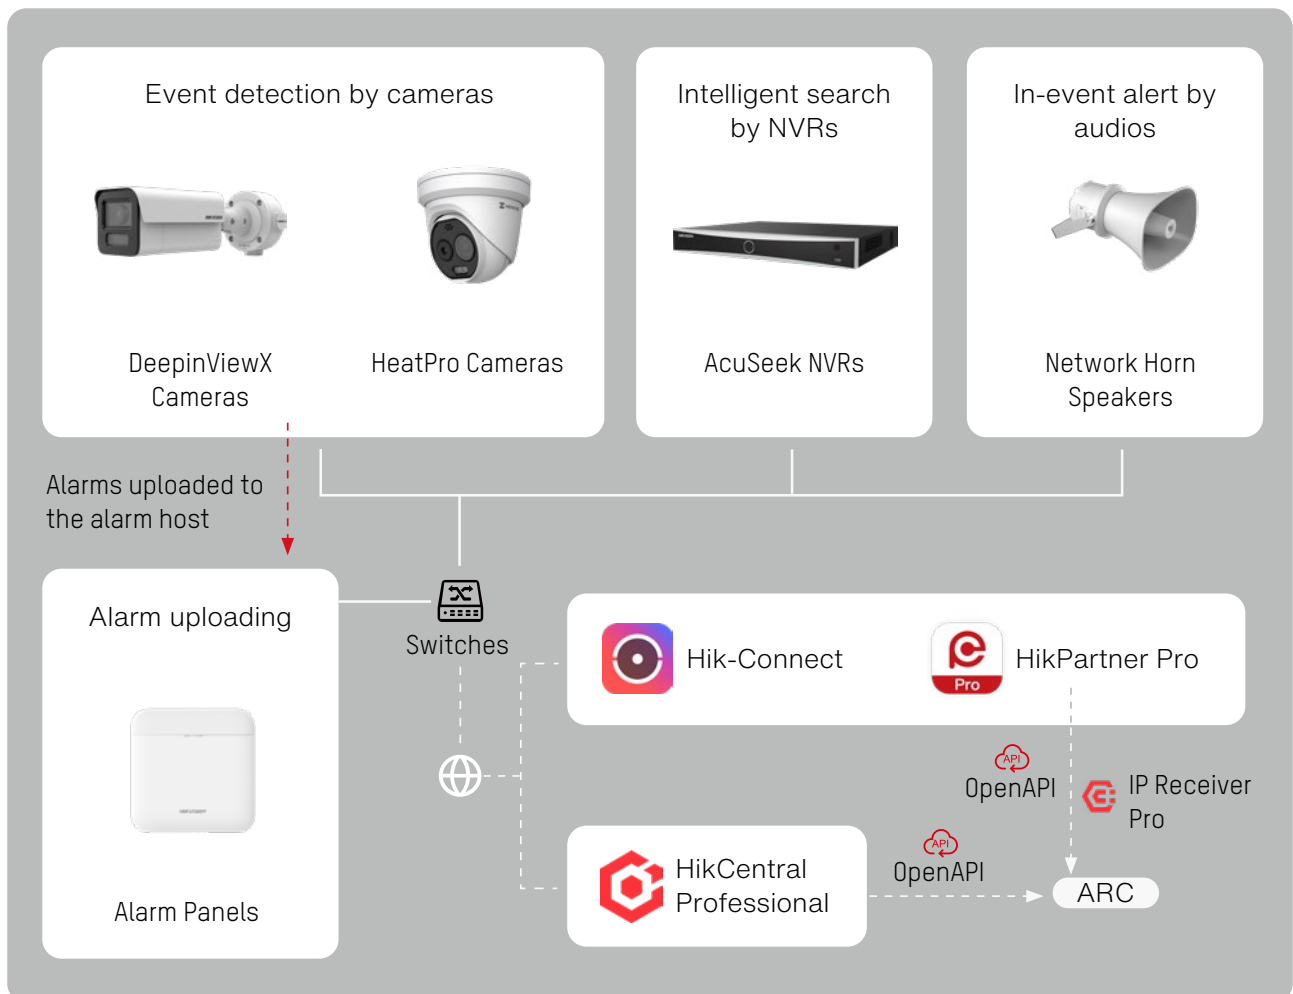 Event detection by cameras
DeepinViewX
Cameras
HeatPro Cameras
Intelligent search
by NVRs
AcuSeek NVRs
In-event alert by
audios
Network Horn
Speakers
Alarms uploaded to
the alarm host
Alarm uploading
HIKVISION
Alarm Panels
Switches
Hik-Connect
Pro
HikPartner Pro
API
OpenAPI
IP Receiver
Pro
HikCentral
Professional
API
OpenAPI
ARC